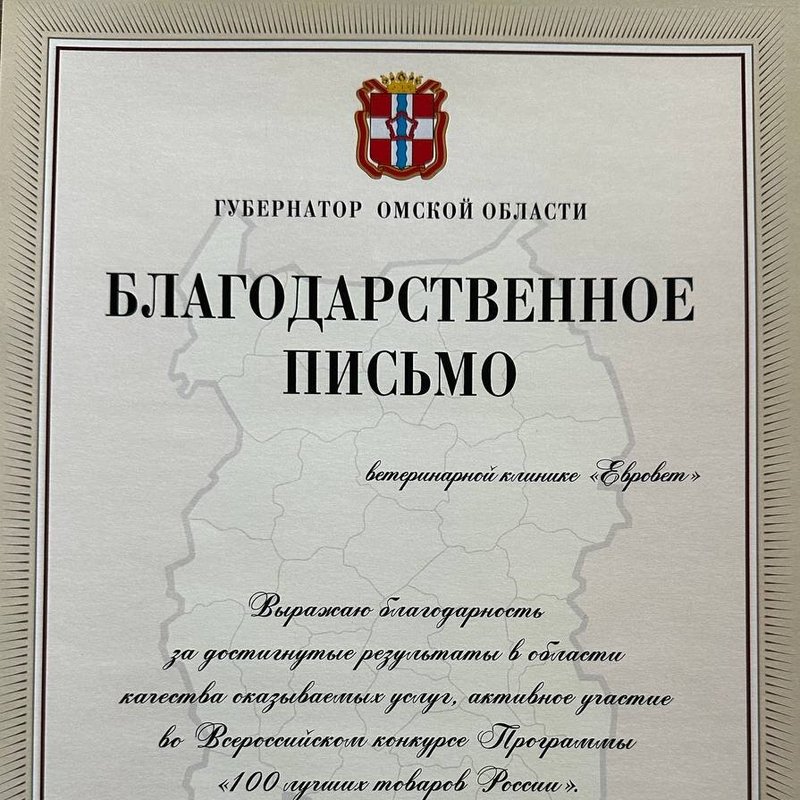 ГУБЕРНАТОР ОМСКОЙ ОБЛАСТИ
БЛАГОДАРСТВЕННОЕ
ПИСЬМО
ветеринарной клинике «Евровет»
Выражаю благодарность
за достигнутые результаты в области
качества оказываемых услуг, активное участие
во Всероссийском конкурсе Программы
«100 лучших товаров России».